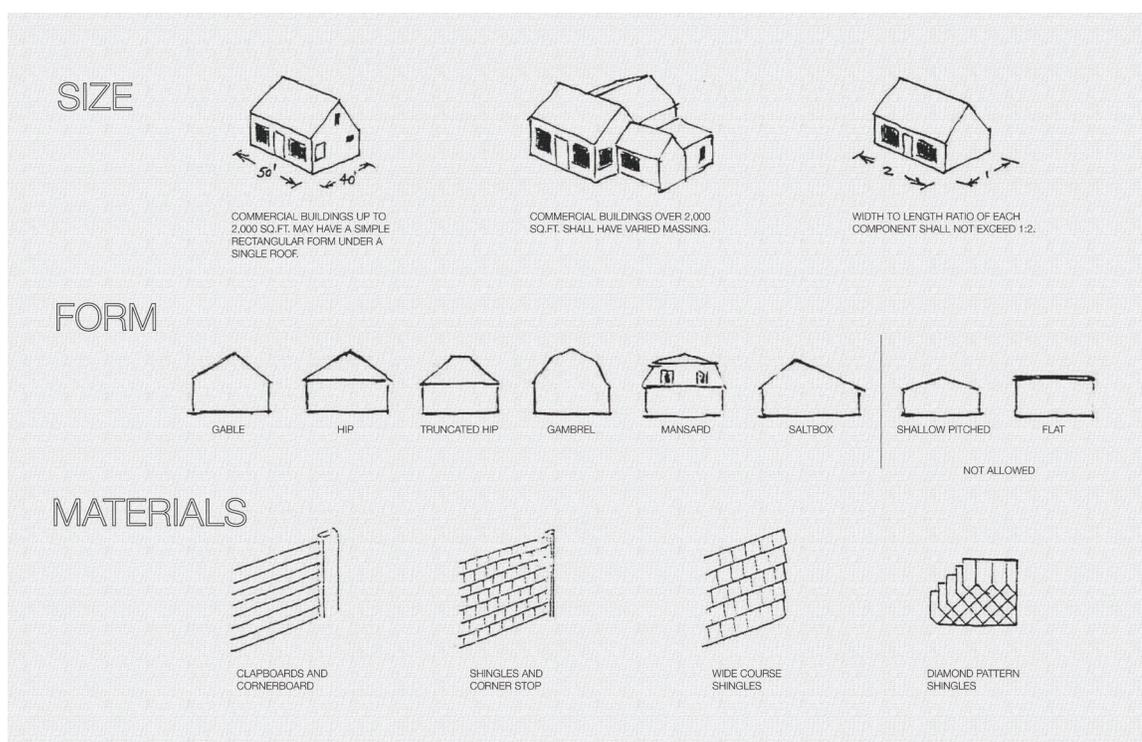 SIZE
50' 40'
2 1
COMMERCIAL BUILDINGS UP TO
2,000 SQ.FT. MAY HAVE A SIMPLE
RECTANGULAR FORM UNDER A
SINGLE ROOF.
COMMERCIAL BUILDINGS OVER 2,000
SQ.FT. SHALL HAVE VARIED MASSING.
WIDTH TO LENGTH RATIO OF EACH
COMPONENT SHALL NOT EXCEED 1:2.
FORM
GABLE
HIP
TRUNCATED HIP
GAMBREL
MANSARD
SALTBOX
SHALLOW PITCHED
FLAT
NOT ALLOWED
MATERIALS
CLAPBOARDS AND
CORNERBOARD
SHINGLES AND
CORNER STOP
WIDE COURSE
SHINGLES
DIAMOND PATTERN
SHINGLES